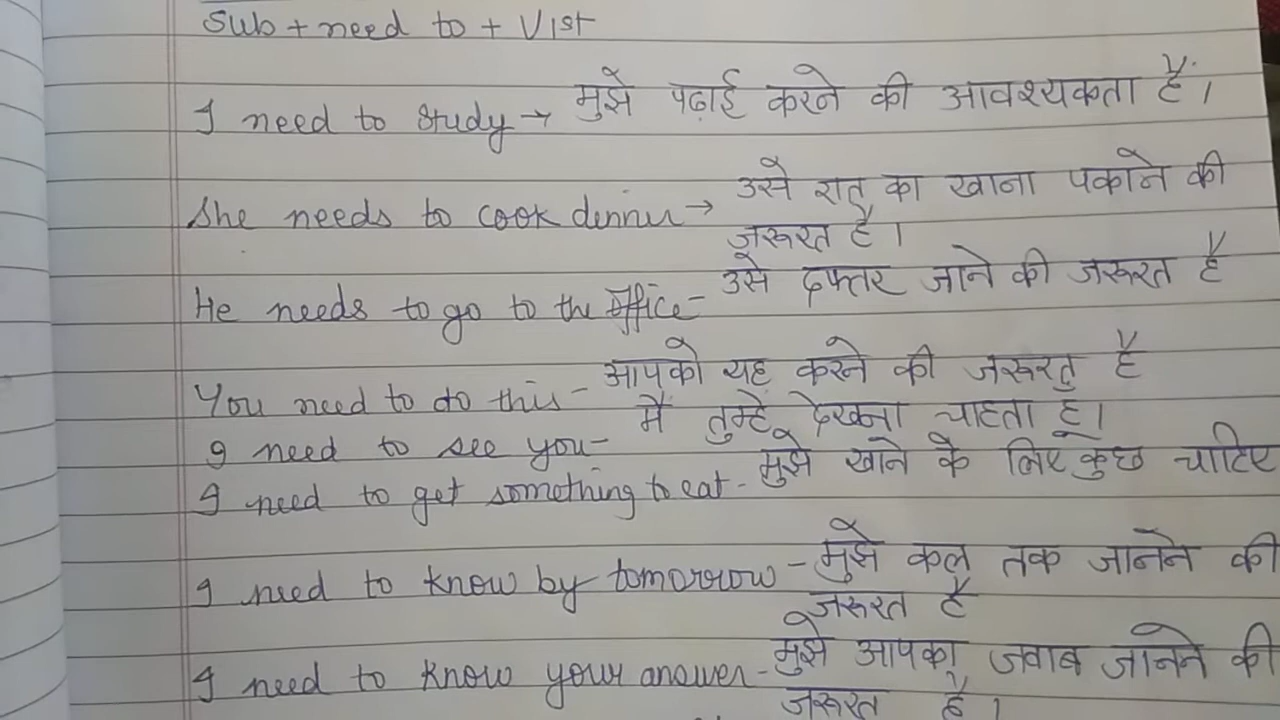 Sub + need to + V1st
I need to study → मुझे पढ़ाई करने की आवश्यकता है।
She needs to cook dinner → उसे रात का खाना पकाने की
जरूरत है।
He needs to go to the office - उसे दफ्तर जाने की जरूरत है
You need to do this - आपको यह करने की जरूरत है
I need to see you - मैं तुम्हे देखना चाहता हूं।
I need to get something to eat - मुझे खाने के लिए कुछ चाहिए
I need to know by tomorrow - मुझे कल तक जानने की
जरूरत है
I need to know your answer - मुझे आपका जवाब जानने की
जरूरत है।